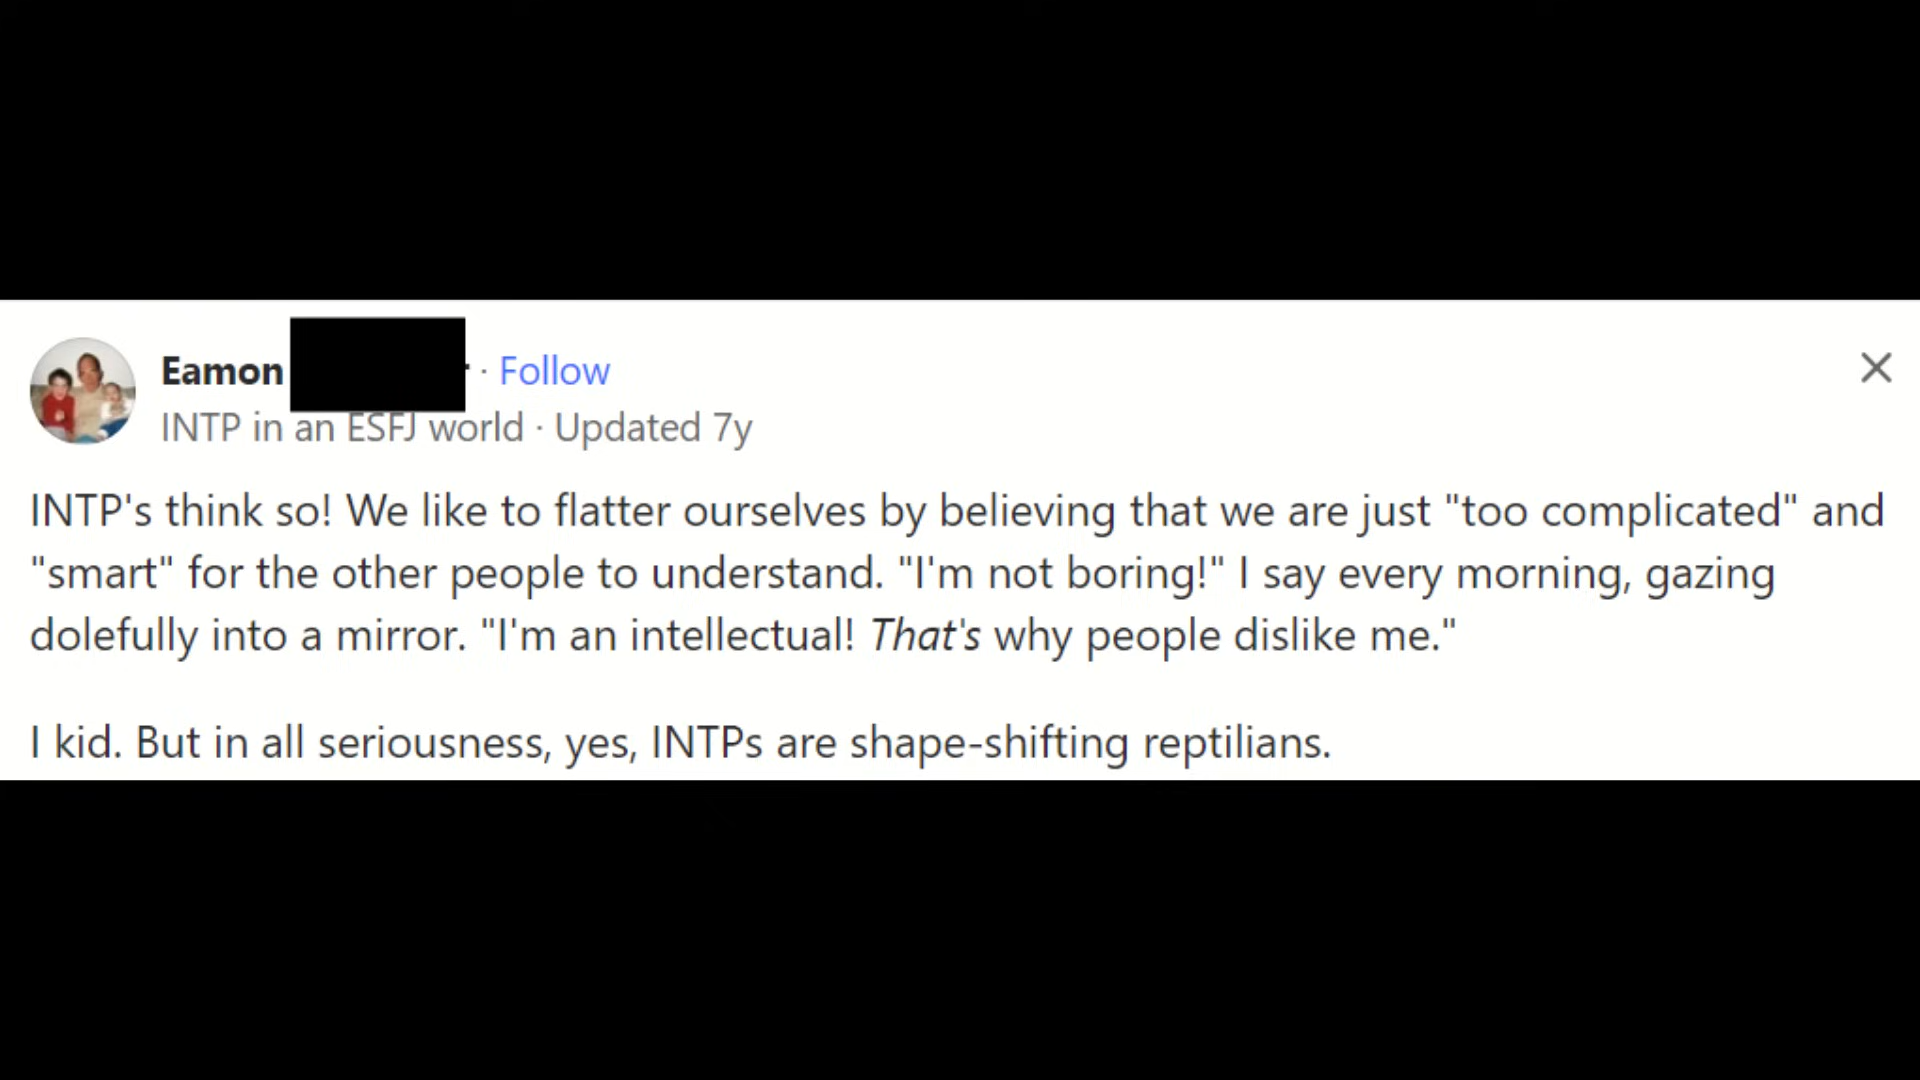 Eamon · Follow
INTP in an ESFJ world · Updated 7y
INTP's think so! We like to flatter ourselves by believing that we are just "too complicated" and
"smart" for the other people to understand. "I'm not boring!" I say every morning, gazing
dolefully into a mirror. "I'm an intellectual! That's why people dislike me."
I kid. But in all seriousness, yes, INTPs are shape-shifting reptilians.